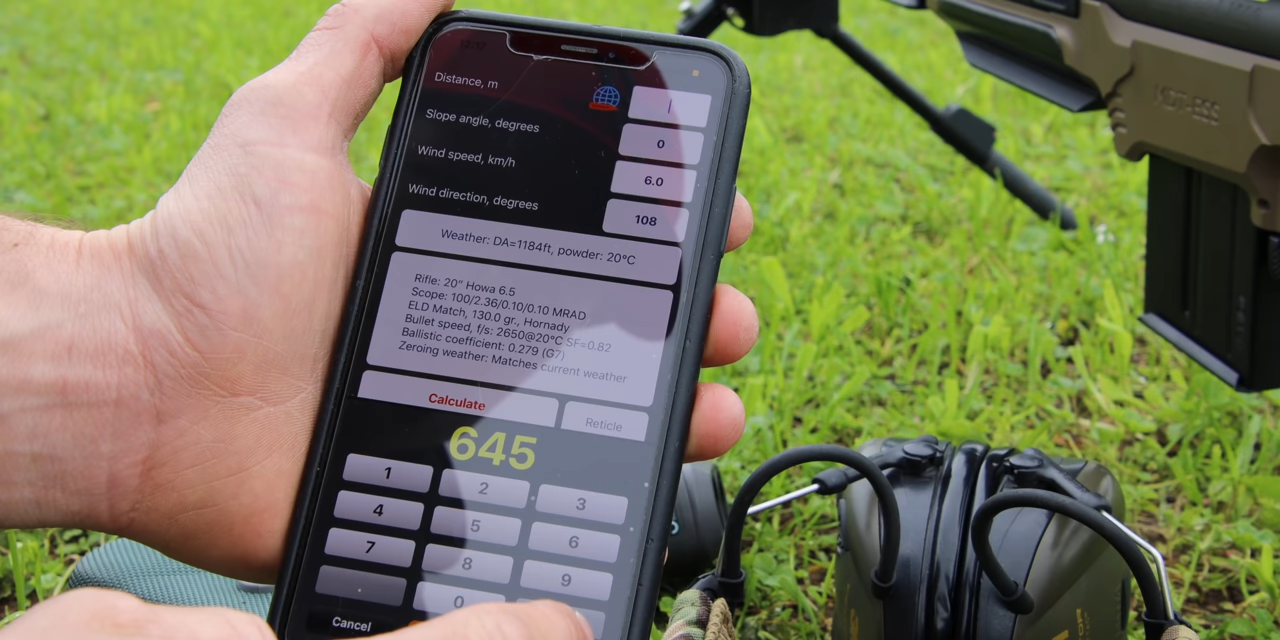 Distance, m
Slope angle, degrees
0
Wind speed, km/h
6.0
Wind direction, degrees
108
Weather: DA=1184ft, powder: 20°C
Rifle: 20" Howa 6.5
Scope: 100/2.36/0.10/0.10 MRAD
ELD Match, 130.0 gr., Hornady
Bullet speed, f/s: 2650@20°C SF=0.82
Ballistic coefficient: 0.279 (G7)
Zeroing weather: Matches current weather
Calculate
Reticle
645
1 2 3
4 5 6
7 8 9
. 0
Cancel